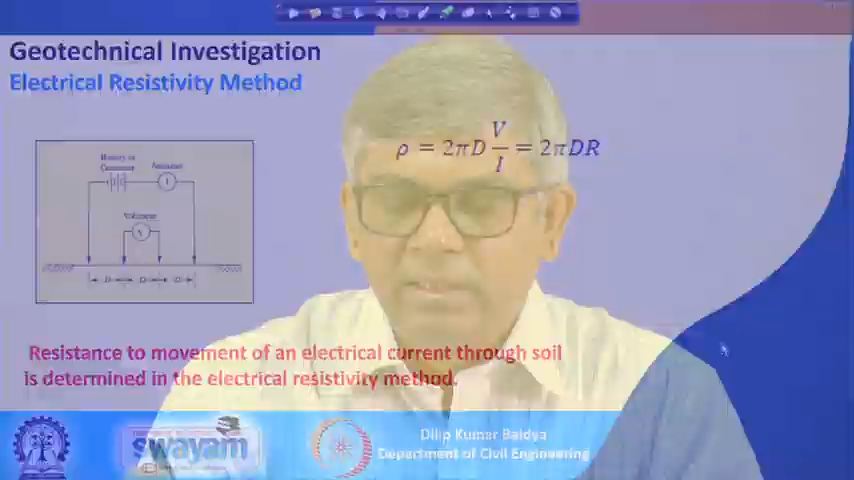 Geotechnical Investigation
Electrical Resistivity Method
ρ = 2πD V/I = 2πDR
Battery or
Ammeter
I
Voltmeter
V
D D D
Resistance to movement of an electrical current through soil
is determined in the electrical resistivity method.
swayam
Dilip Kumar Baidya
Department of Civil Engineering